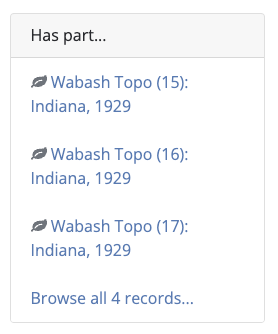 Has part...
Wabash Topo (15):
Indiana, 1929
Wabash Topo (16):
Indiana, 1929
Wabash Topo (17):
Indiana, 1929
Browse all 4 records...